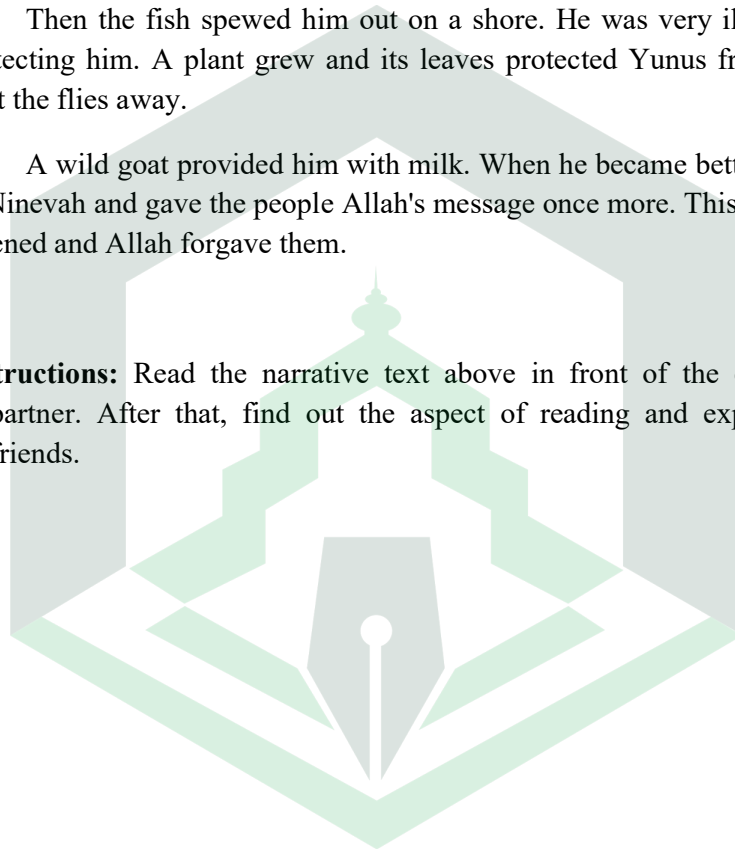 Then the fish spewed him out on a shore. He was very il
tecting him. A plant grew and its leaves protected Yunus fr
t the flies away.
A wild goat provided him with milk. When he became bett
Ninevah and gave the people Allah's message once more. This
ened and Allah forgave them.
tructions: Read the narrative text above in front of the
partner. After that, find out the aspect of reading and exp
friends.